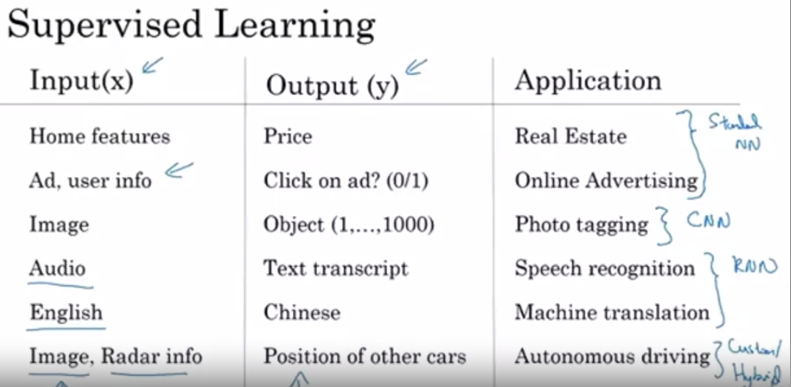 Supervised Learning
Input(x) Output (y) Application
Home features Price Real Estate
Standard NN
Ad, user info Click on ad? (0/1) Online Advertising
Image Object (1,...,1000) Photo tagging CNN
Audio Text transcript Speech recognition RNN
English Chinese Machine translation
Image, Radar info Position of other cars Autonomous driving Custom/
Hybrid